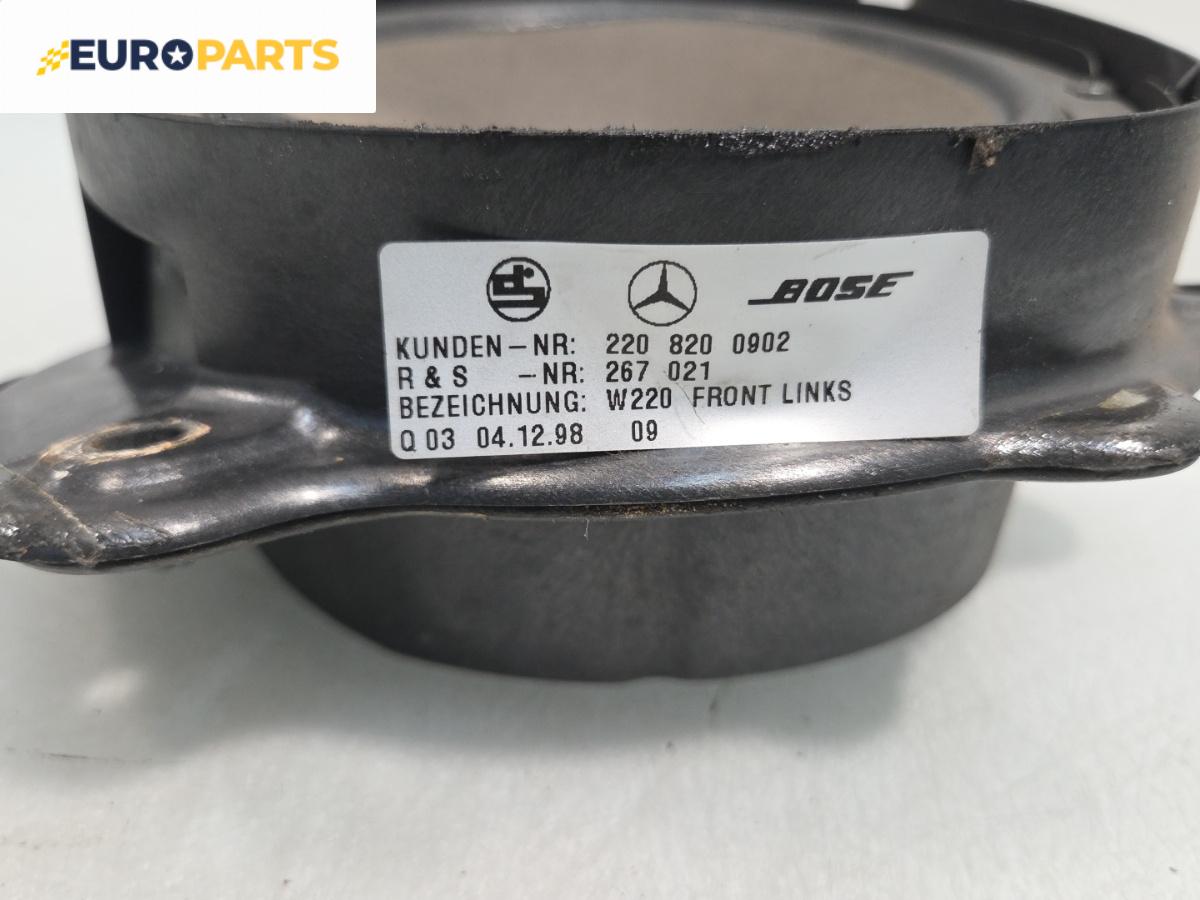 EUROPARTS
BOSE
KUNDEN-NR: 220 820 0902
R & S -NR: 267 021
BEZEICHNUNG: W220 FRONT LINKS
Q 03 04.12.98 09